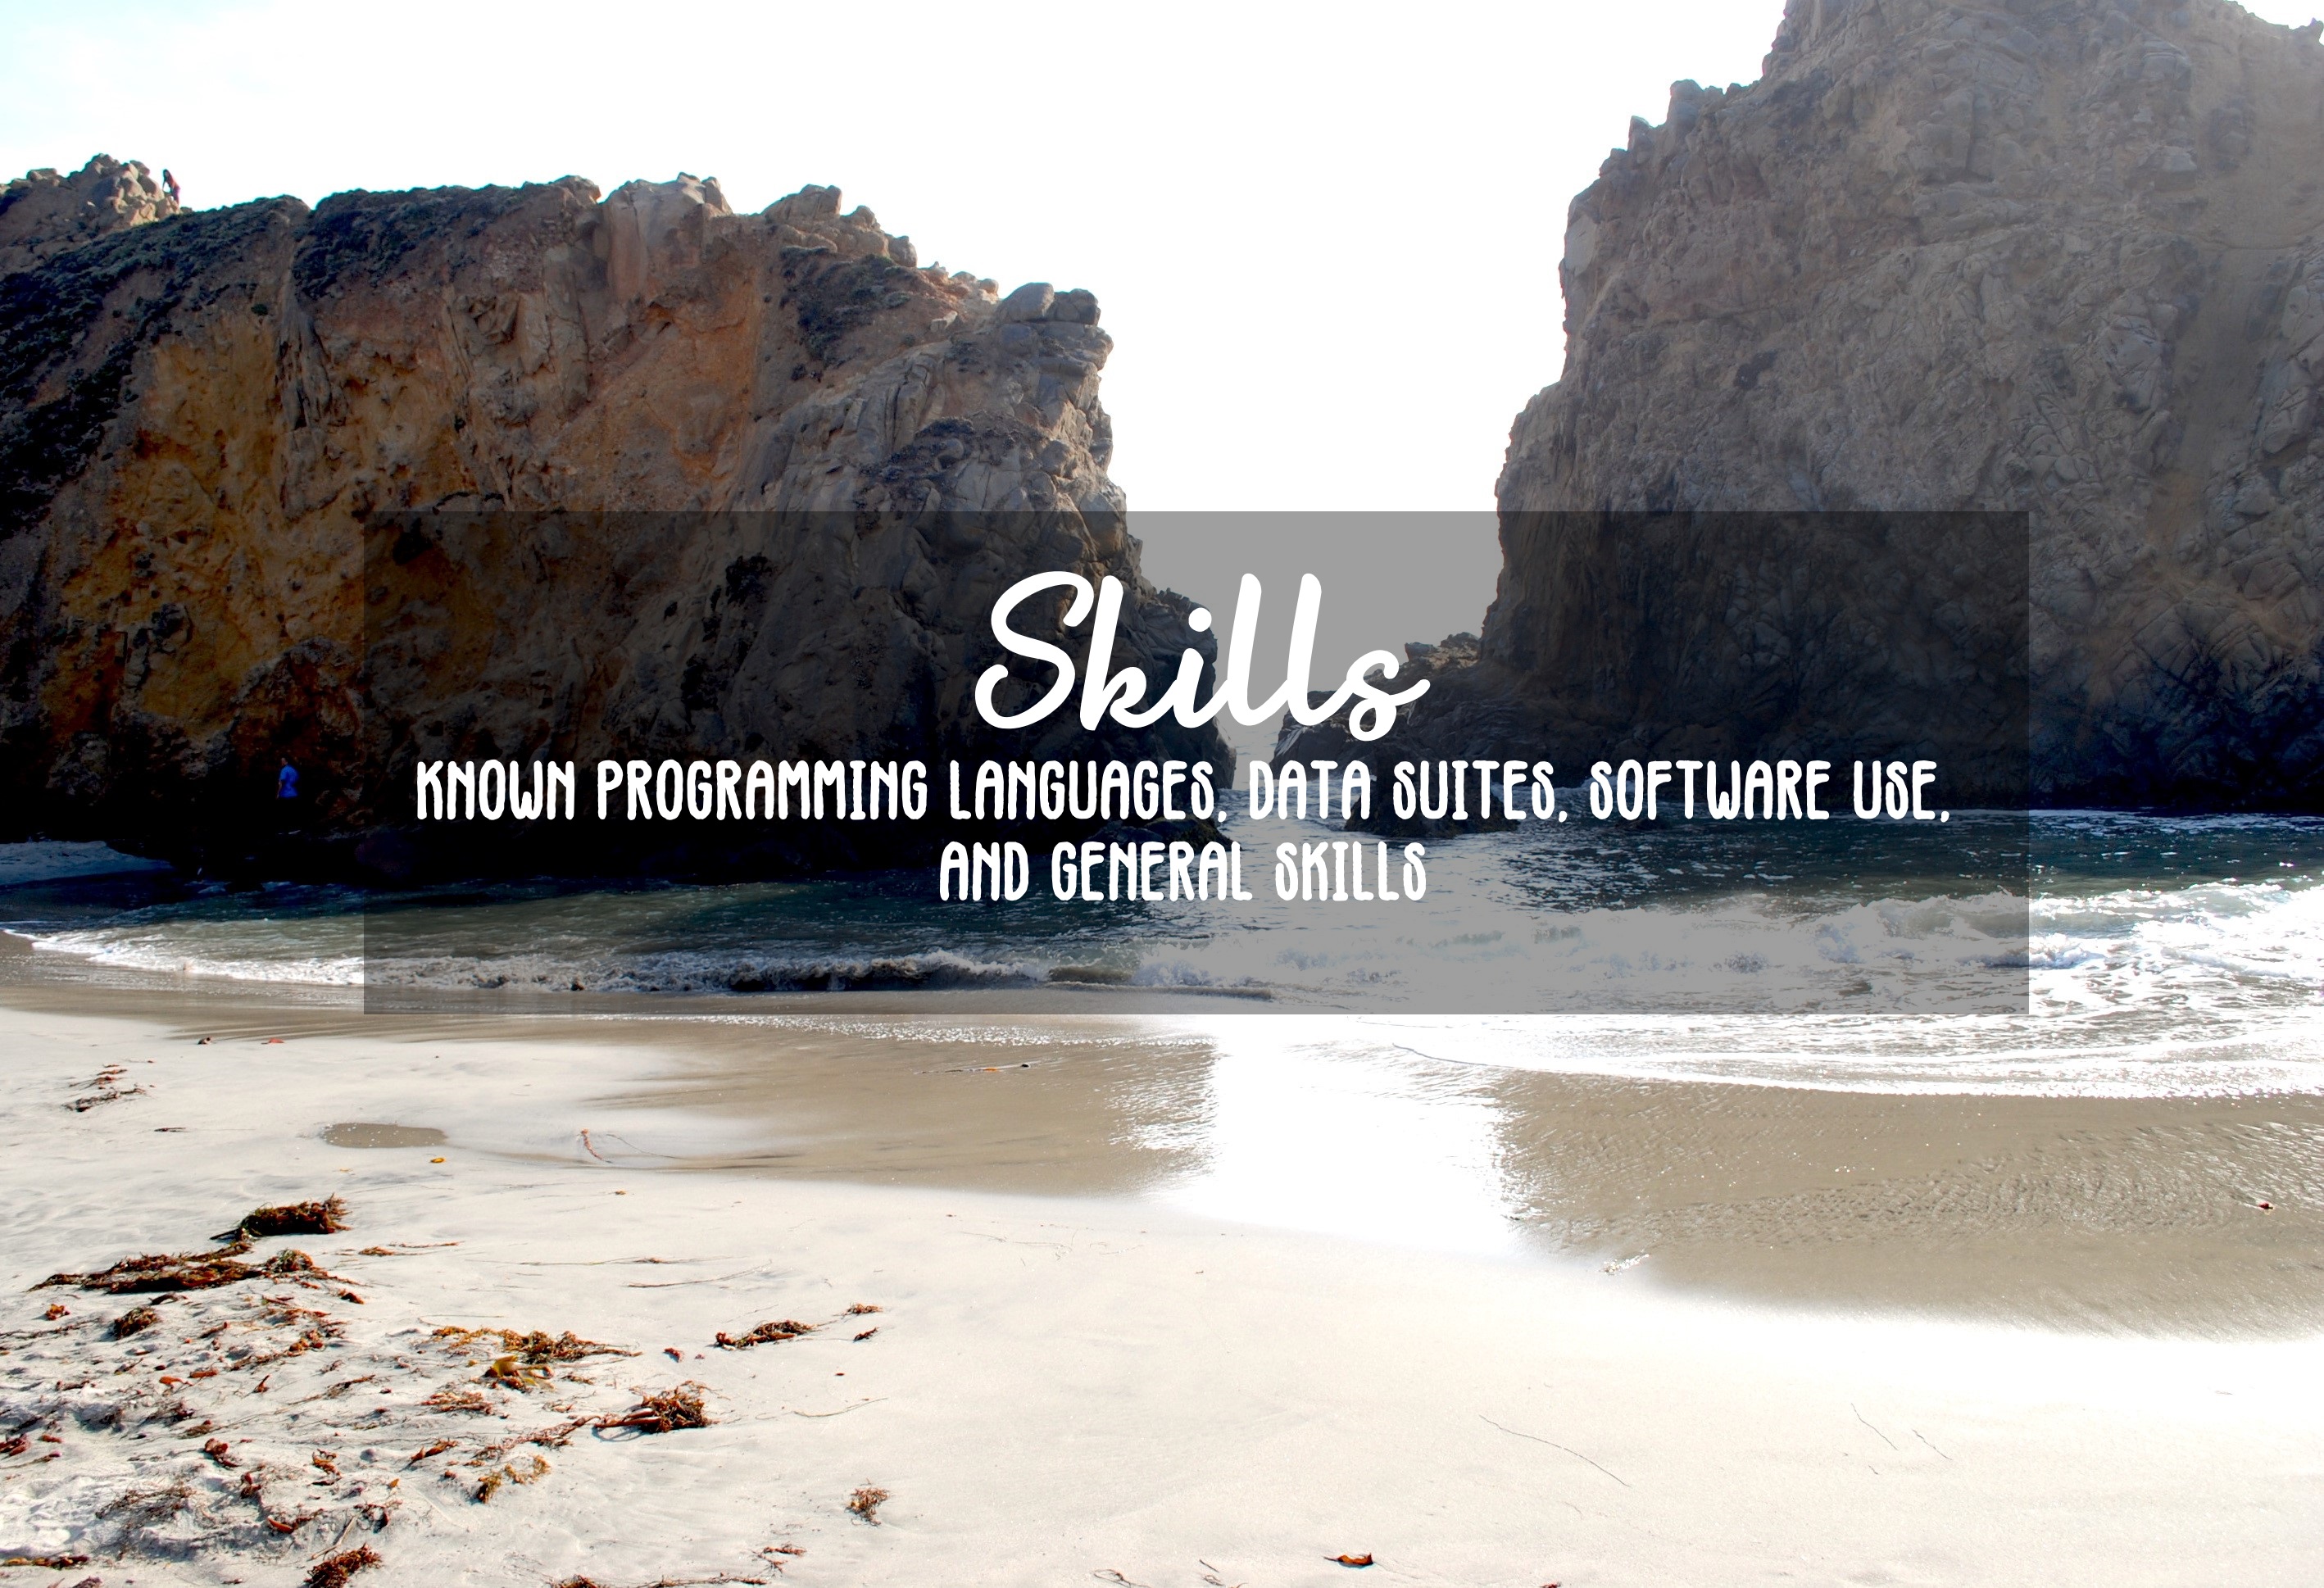 Skills
KNOWN PROGRAMMING LANGUAGES, DATA SUITES, SOFTWARE USE,
AND GENERAL SKILLS